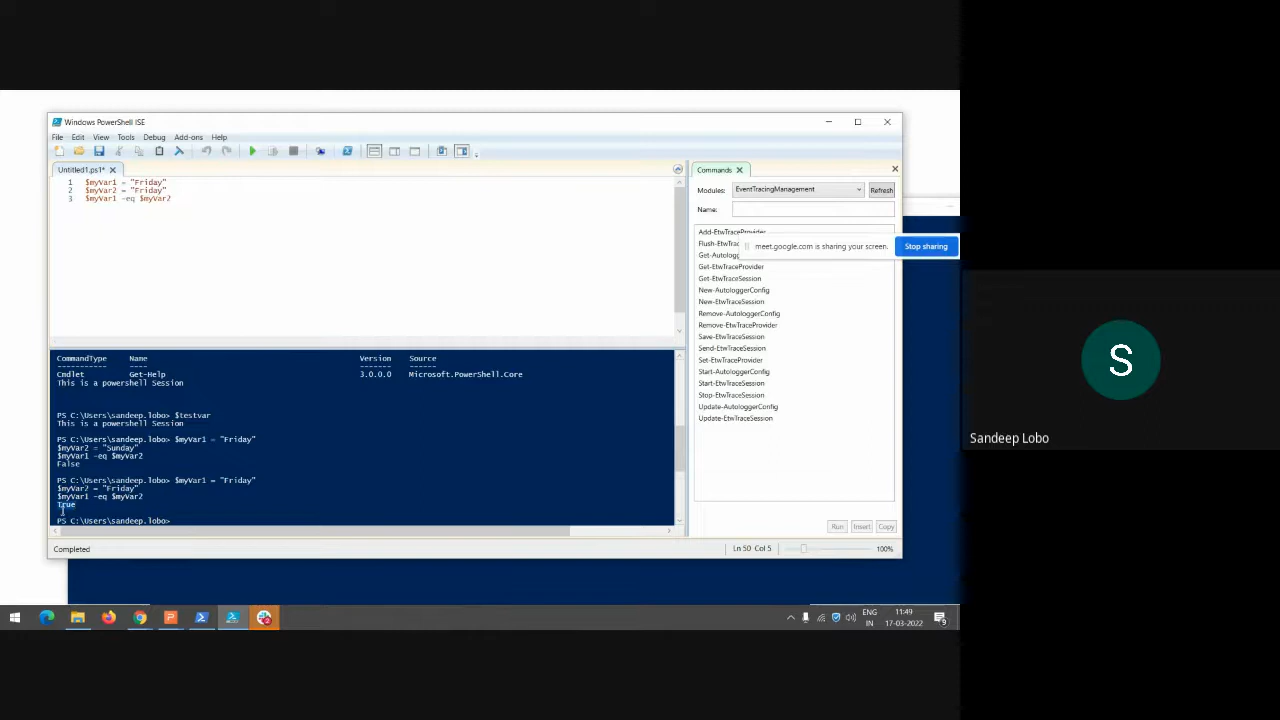 Windows PowerShell ISE
File Edit View Tools Debug Add-ons Help
Untitled1.ps1*
1 $myVar1 = "Friday"
2 $myVar2 = "Friday"
3 $myVar1 -eq $myVar2
Commands
Modules: EventTracingManagement Refresh
Name:
Add-EtwTraceProvider
Flush-EtwTrac
meet.google.com is sharing your screen. Stop sharing
Get-Autologg
Get-EtwTraceProvider
Get-EtwTraceSession
New-AutologgerConfig
New-EtwTraceSession
Remove-AutologgerConfig
Remove-EtwTraceProvider
Save-EtwTraceSession
Send-EtwTraceSession
Set-EtwTraceProvider
Start-AutologgerConfig
Start-EtwTraceSession
Stop-EtwTraceSession
Update-AutologgerConfig
Update-EtwTraceSession
Run Insert Copy
CommandType Name Version Source
----------- ---- ------- ------
Cmdlet Get-Help 3.0.0.0 Microsoft.PowerShell.Core
This is a powershell Session
PS C:\Users\sandeep.lobo> $testvar
This is a powershell Session
PS C:\Users\sandeep.lobo> $myVar1 = "Friday"
$myVar2 = "Sunday"
$myVar1 -eq $myVar2
False
PS C:\Users\sandeep.lobo> $myVar1 = "Friday"
$myVar2 = "Friday"
$myVar1 -eq $myVar2
True
PS C:\Users\sandeep.lobo>
Completed
Ln 50 Col 5
100%
ENG
IN
11:49
17-03-2022
S
Sandeep Lobo